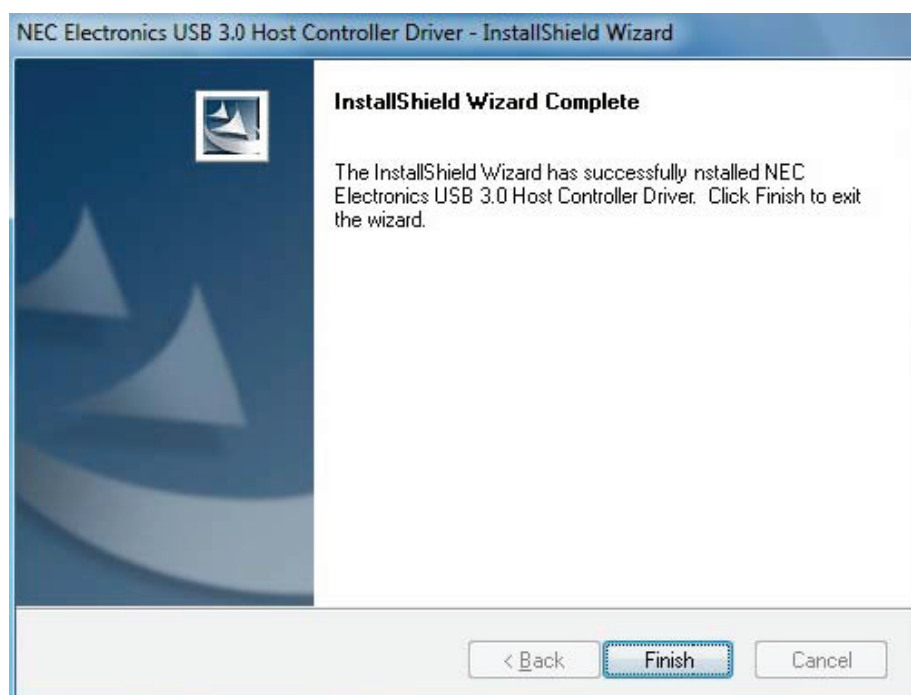 NEC Electronics USB 3.0 Host Controller Driver - InstallShield Wizard
InstallShield Wizard Complete
The InstallShield Wizard has successfully nstalled NEC
Electronics USB 3.0 Host Controller Driver. Click Finish to exit
the wizard.
< Back Finish Cancel